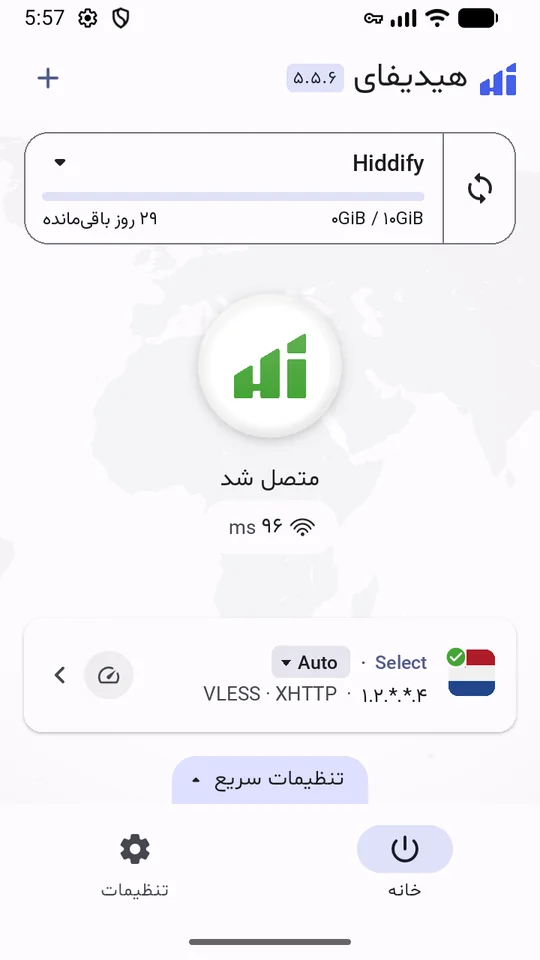 5:57
هیدیفای ۵.۵.۶
Hiddify
۰GiB / ۱۰GiB
۲۹ روز باقی‌مانده
متصل شد
۹۶ ms
Select · Auto
۱.۲.*.*.۴ · VLESS · XHTTP
تنظیمات سریع
خانه
تنظیمات